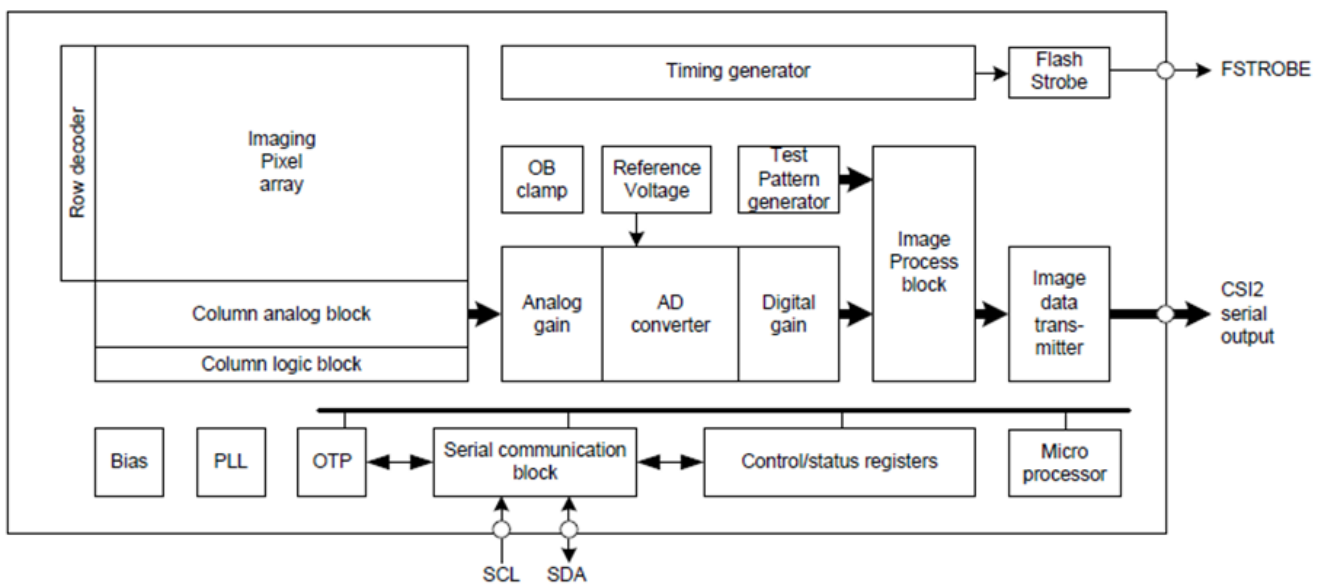 Row decoder
Imaging
Pixel
array
Timing generator
Flash
Strobe
FSTROBE
OB
clamp
Reference
Voltage
Test
Pattern
generator
Image
Process
block
Column analog block
Column logic block
Analog
gain
AD
converter
Digital
gain
Image
data
trans-
mitter
CSI2
serial
output
Bias
PLL
OTP
Serial communication
block
Control/status registers
Micro
processor
SCL
SDA